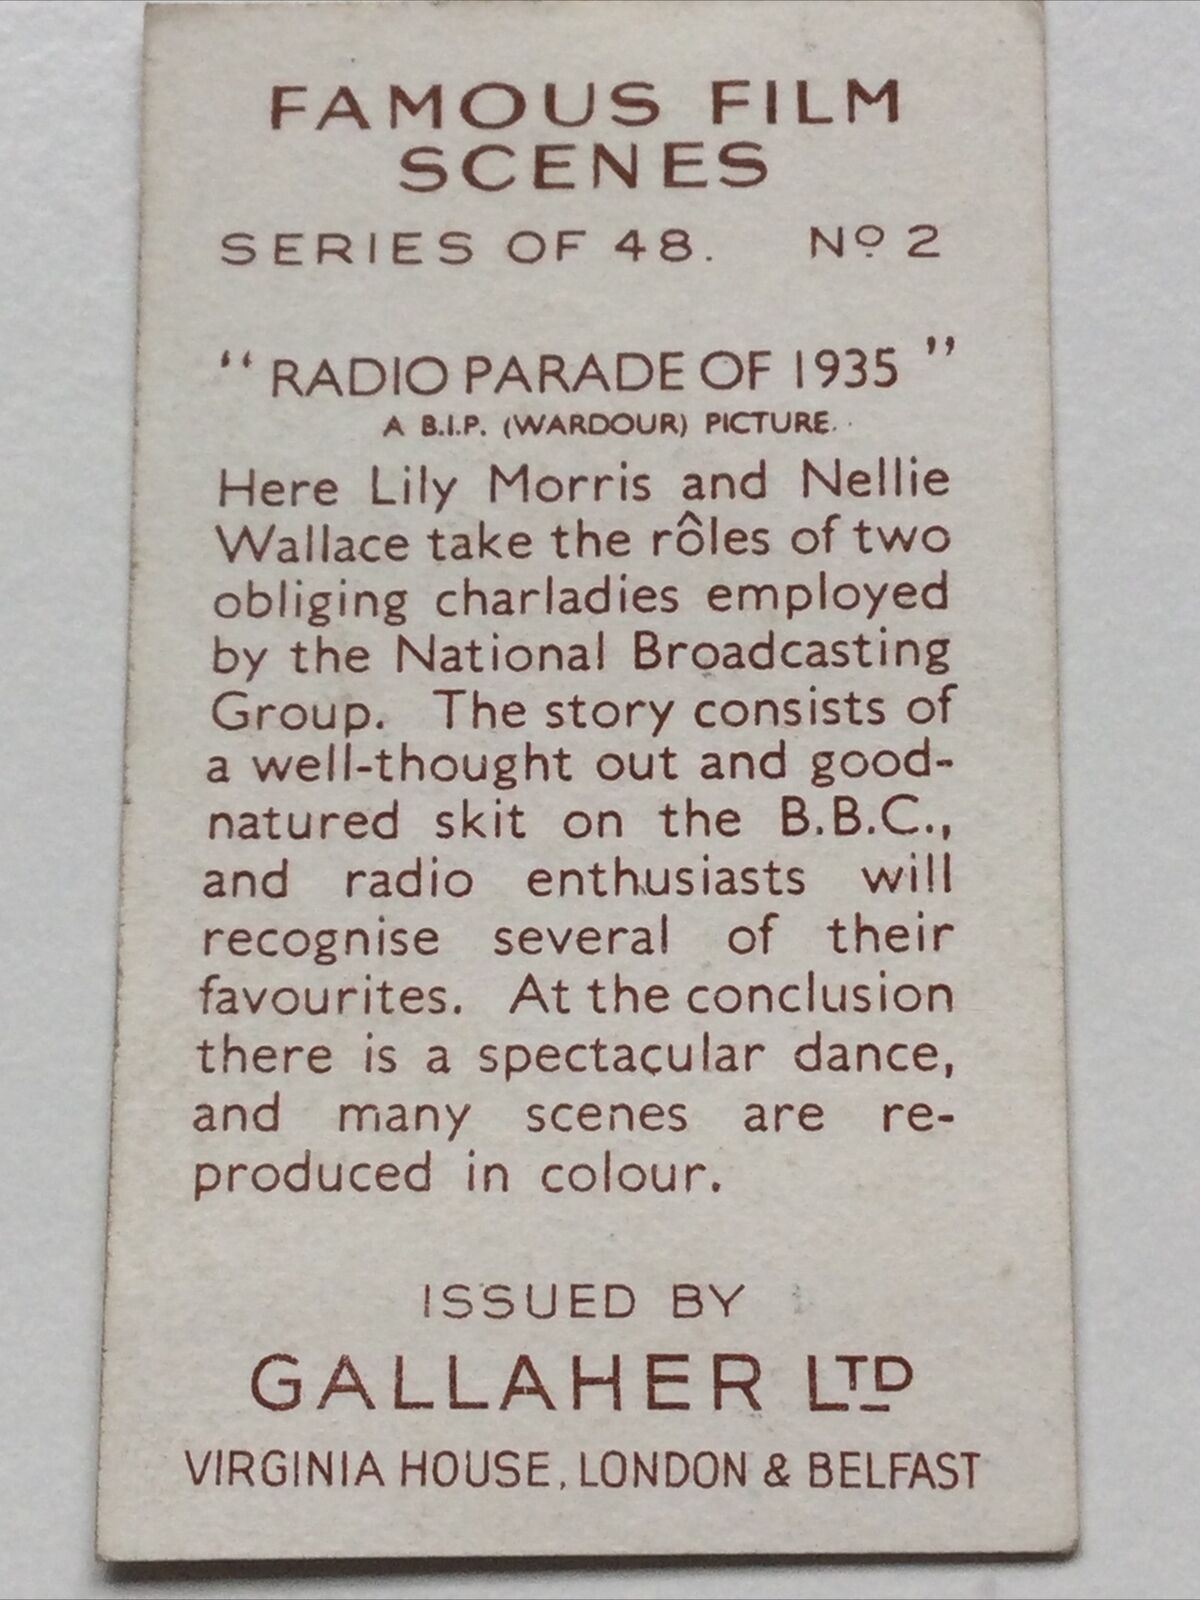 FAMOUS FILM
SCENES
SERIES OF 48. Nº 2
“ RADIO PARADE OF 1935 ”
A B.I.P. (WARDOUR) PICTURE.
Here Lily Morris and Nellie
Wallace take the rôles of two
obliging charladies employed
by the National Broadcasting
Group. The story consists of
a well-thought out and good-
natured skit on the B.B.C.,
and radio enthusiasts will
recognise several of their
favourites. At the conclusion
there is a spectacular dance,
and many scenes are re-
produced in colour.
ISSUED BY
GALLAHER LTD
VIRGINIA HOUSE, LONDON & BELFAST